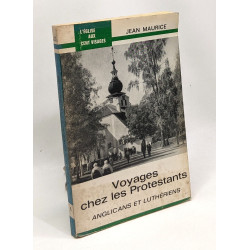 L'ÉGLISE
AUX
CENT VISAGES
JEAN MAURICE
Voyages
chez les Protestants
ANGLICANS ET LUTHÉRIENS